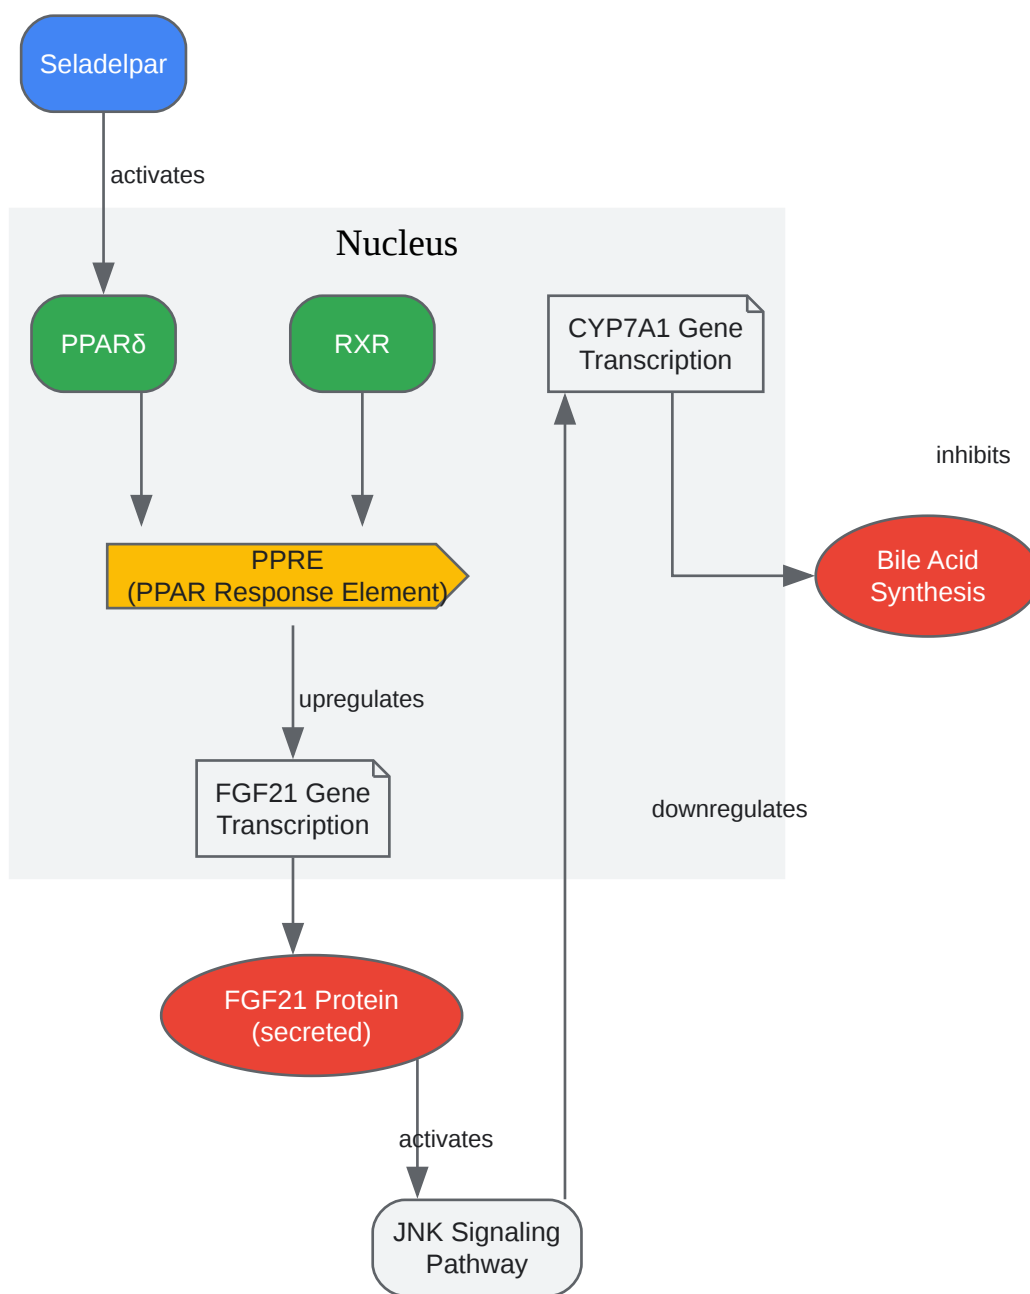 Seladelpar
activates
Nucleus
PPARδ
RXR
CYP7A1 Gene
Transcription
inhibits
PPRE
(PPAR Response Element)
Bile Acid
Synthesis
upregulates
FGF21 Gene
Transcription
downregulates
FGF21 Protein
(secreted)
activates
JNK Signaling
Pathway